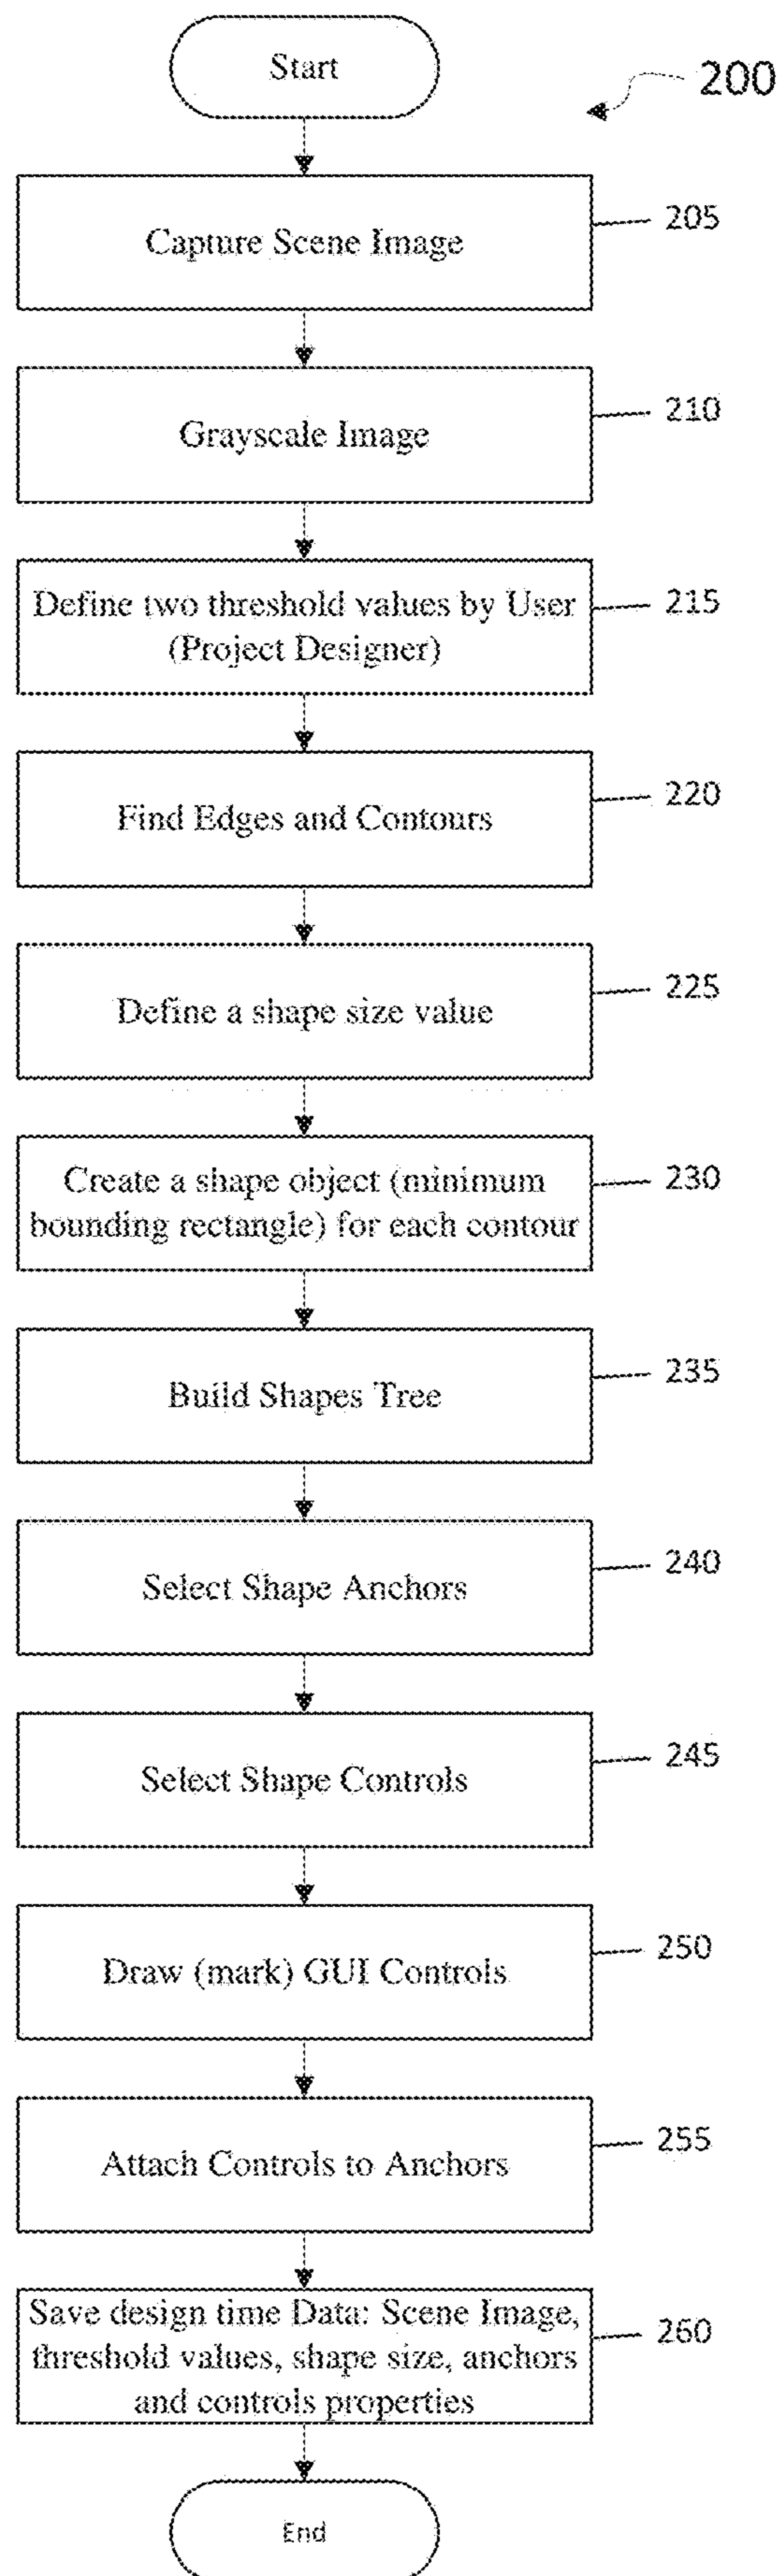 Start
200
Capture Scene Image
205
Grayscale Image
210
Define two threshold values by User
(Project Designer)
215
Find Edges and Contours
220
Define a shape size value
225
Create a shape object (minimum
bounding rectangle) for each contour
230
Build Shapes Tree
235
Select Shape Anchors
240
Select Shape Controls
245
Draw (mark) GUI Controls
250
Attach Controls to Anchors
255
Save design time Data: Scene Image,
threshold values, shape size, anchors
and controls properties
260
End